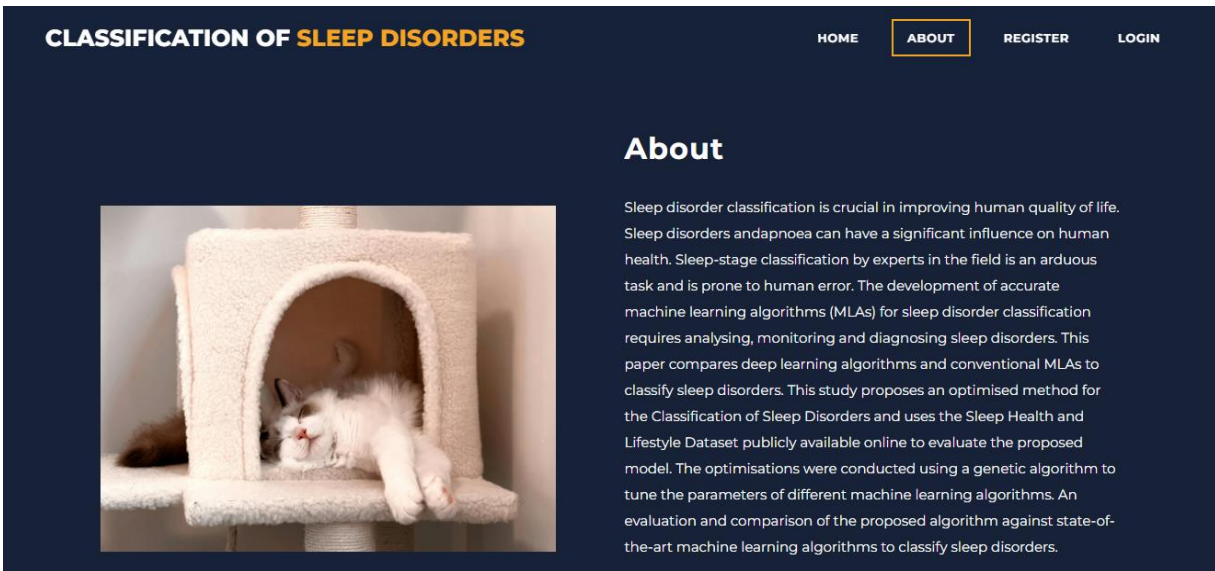 CLASSIFICATION OF SLEEP DISORDERS
HOME
ABOUT
REGISTER
LOGIN
About
Sleep disorder classification is crucial in improving human quality of life.
Sleep disorders andapnoea can have a significant influence on human
health. Sleep-stage classification by experts in the field is an arduous
task and is prone to human error. The development of accurate
machine learning algorithms (MLAs) for sleep disorder classification
requires analysing, monitoring and diagnosing sleep disorders. This
paper compares deep learning algorithms and conventional MLAs to
classify sleep disorders. This study proposes an optimised method for
the Classification of Sleep Disorders and uses the Sleep Health and
Lifestyle Dataset publicly available online to evaluate the proposed
model. The optimisations were conducted using a genetic algorithm to
tune the parameters of different machine learning algorithms. An
evaluation and comparison of the proposed algorithm against state-of-
the-art machine learning algorithms to classify sleep disorders.